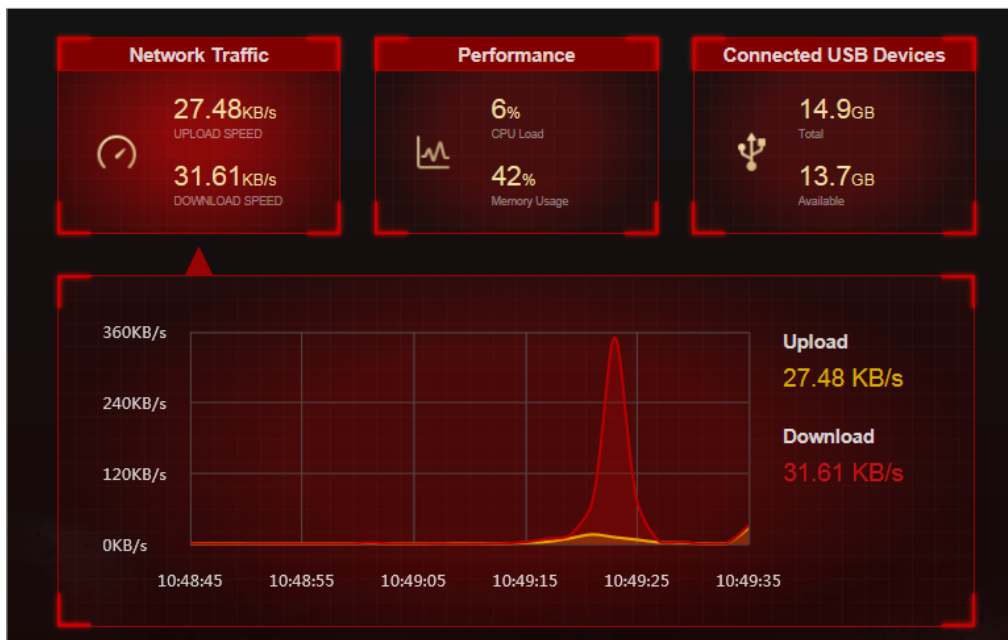 Network Traffic
27.48KB/s
UPLOAD SPEED
31.61KB/s
DOWNLOAD SPEED
Performance
6%
CPU Load
42%
Memory Usage
Connected USB Devices
14.9GB
Total
13.7GB
Available
360KB/s
240KB/s
120KB/s
0KB/s
10:48:45 10:48:55 10:49:05 10:49:15 10:49:25 10:49:35
Upload
27.48 KB/s
Download
31.61 KB/s